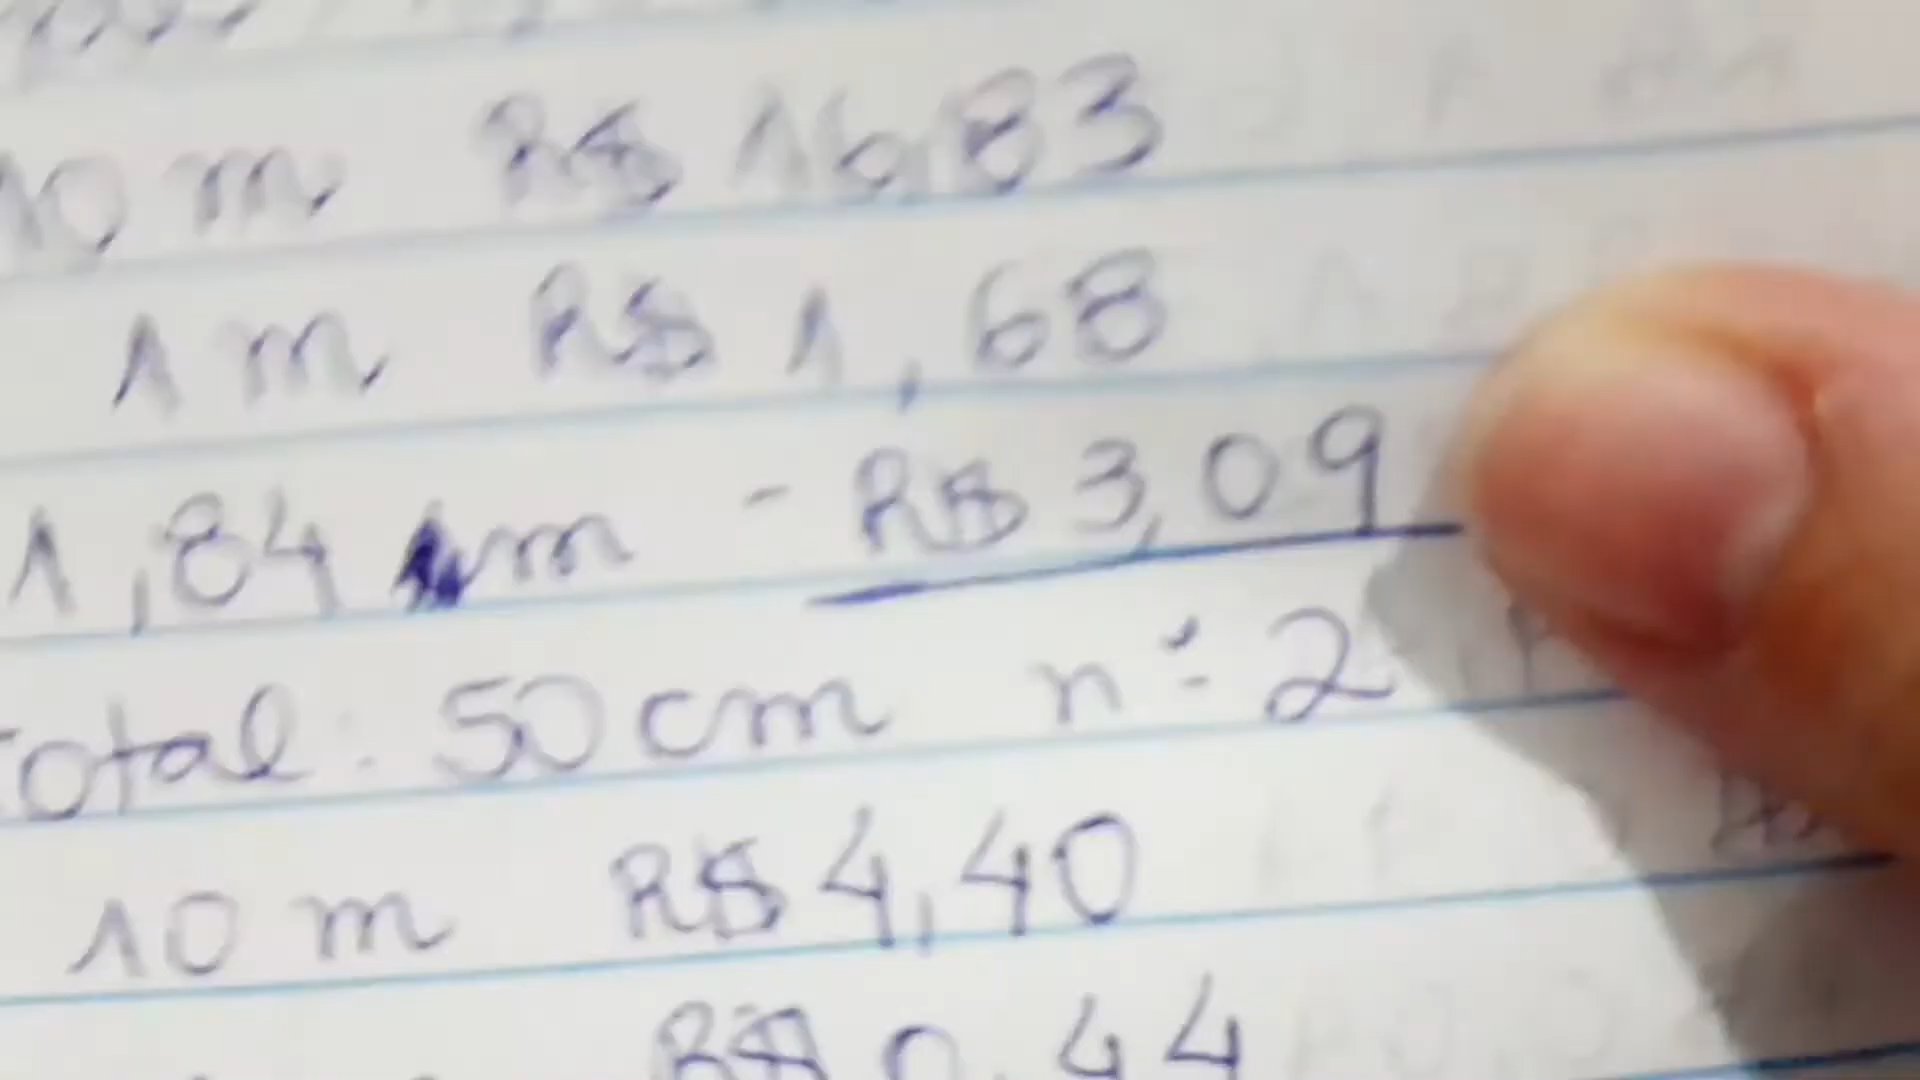 10 m R$ 16,83
1 m R$ 1,68
1,84 m - R$ 3,09
Total: 50 cm nº 2
10 m R$ 4,40
R$ 0,44